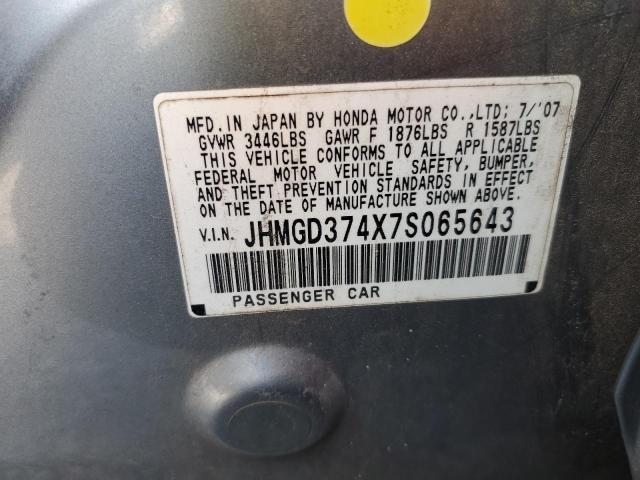 MFD.IN JAPAN BY HONDA MOTOR CO.,LTD; 7/'07
GVWR 3446LBS GAWR F 1876LBS R 1587LBS
THIS VEHICLE CONFORMS TO ALL APPLICABLE
FEDERAL MOTOR VEHICLE SAFETY, BUMPER,
AND THEFT PREVENTION STANDARDS IN EFFECT
ON THE DATE OF MANUFACTURE SHOWN ABOVE.
V.I.N. JHMGD374X7S065643
PASSENGER CAR